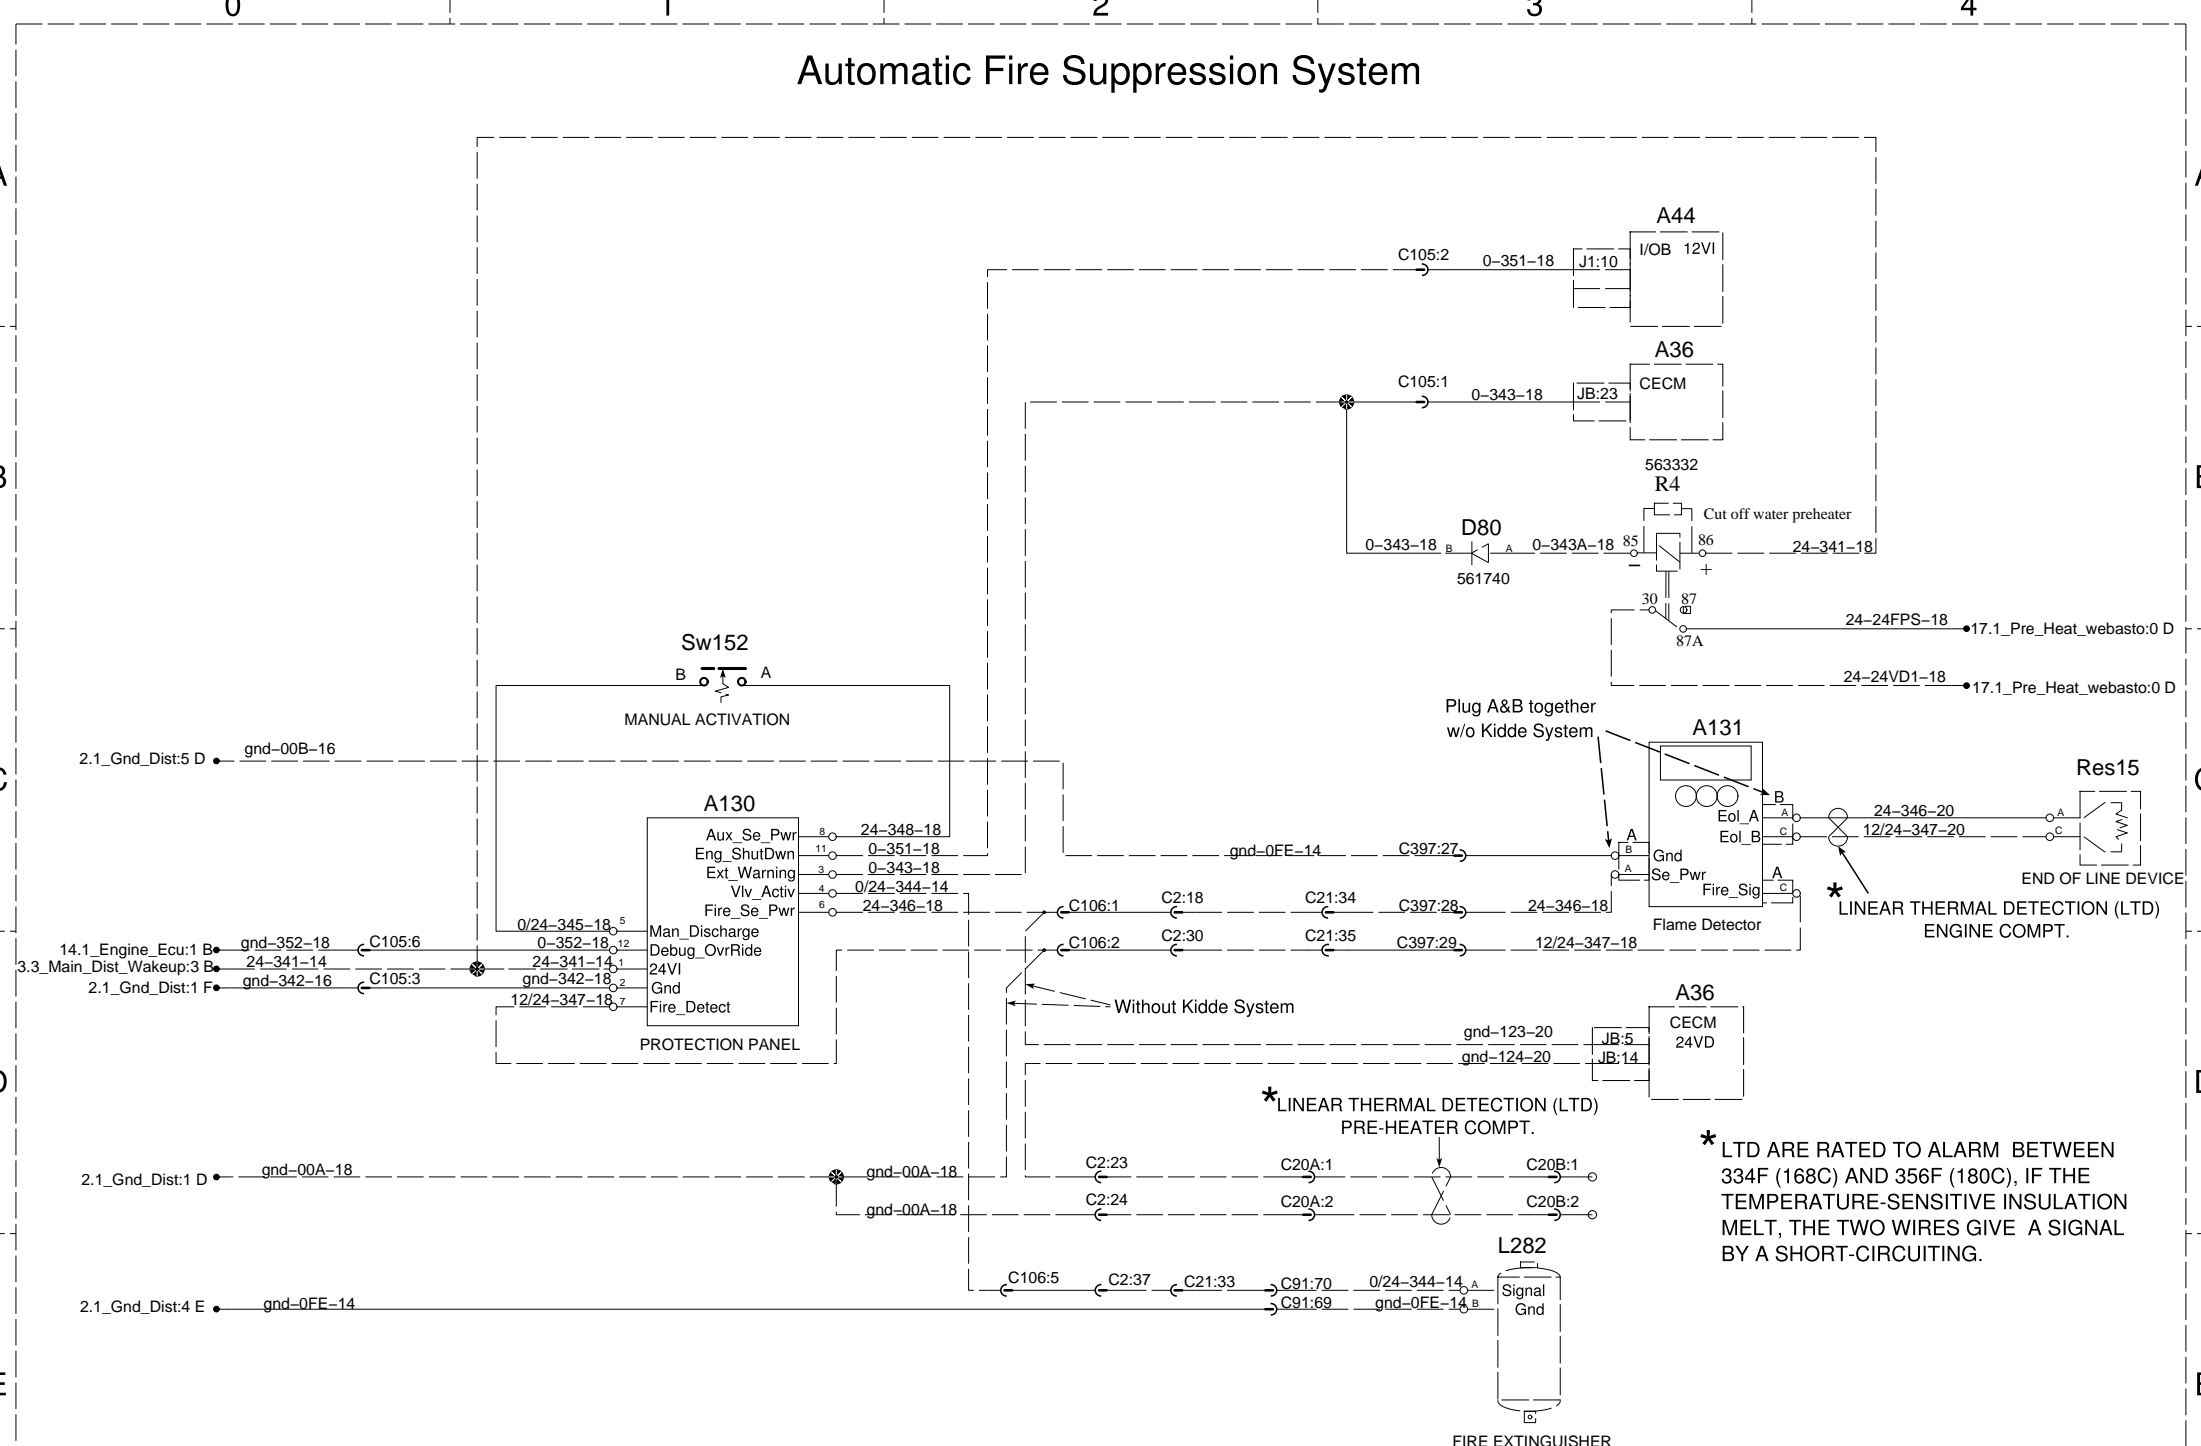 0 1 2 3 4
Automatic Fire Suppression System
A A
A44
C105:2 0–351–18 J1:10 I/OB 12VI
A36
C105:1 0–343–18 JB:23 CECM
563332
B
R4
Cut off water preheater
D80
0–343–18 B A 0–343A–18 85 86 24–341–18
– +
561740
30 87
24–24FPS–18 17.1_Pre_Heat_webasto:0 D
87A
Sw152
B A
24–24VD1–18 17.1_Pre_Heat_webasto:0 D
MANUAL ACTIVATION
Plug A&B together
w/o Kidde System
A131
2.1_Gnd_Dist:5 D gnd–00B–16
C
Res15
B
A130
Eol_A A 24–346–20 A
Eol_B C 12/24–347–20 C
Aux_Se_Pwr 8 24–348–18
Eng_ShutDwn 11 0–351–18
gnd–0FE–14 C397:27 A B Gnd
Ext_Warning 3 0–343–18
A Se_Pwr
A
END OF LINE DEVICE
Vlv_Activ 4 0/24–344–14
Fire_Sig C
Fire_Se_Pwr 6 24–346–18 C106:1 C2:18 C21:34 C397:28 24–346–18
* LINEAR THERMAL DETECTION (LTD)
ENGINE COMPT.
Flame Detector
0/24–345–18 5 Man_Discharge
14.1_Engine_Ecu:1 B gnd–352–18 C105:6 0–352–18 12 Debug_OvrRide
C106:2 C2:30 C21:35 C397:29 12/24–347–18
3.3_Main_Dist_Wakeup:3 B 24–341–14 24–341–14 1 24VI
2.1_Gnd_Dist:1 F gnd–342–16 C105:3 gnd–342–18 2 Gnd
12/24–347–18 7 Fire_Detect
Without Kidde System
A36
CECM
24VD
PROTECTION PANEL
gnd–123–20 JB:5
gnd–124–20 JB:14
D D
* LINEAR THERMAL DETECTION (LTD)
PRE-HEATER COMPT.
* LTD ARE RATED TO ALARM BETWEEN
334F (168C) AND 356F (180C), IF THE
TEMPERATURE-SENSITIVE INSULATION
MELT, THE TWO WIRES GIVE A SIGNAL
BY A SHORT-CIRCUITING.
2.1_Gnd_Dist:1 D gnd–00A–18 gnd–00A–18 C2:23 C20A:1 C20B:1
gnd–00A–18 C2:24 C20A:2 C20B:2
L282
C106:5 C2:37 C21:33 C91:70 0/24–344–14 A Signal
2.1_Gnd_Dist:4 E gnd–0FE–14 C91:69 gnd–0FE–14 B Gnd
E E
FIRE EXTINGUISHER